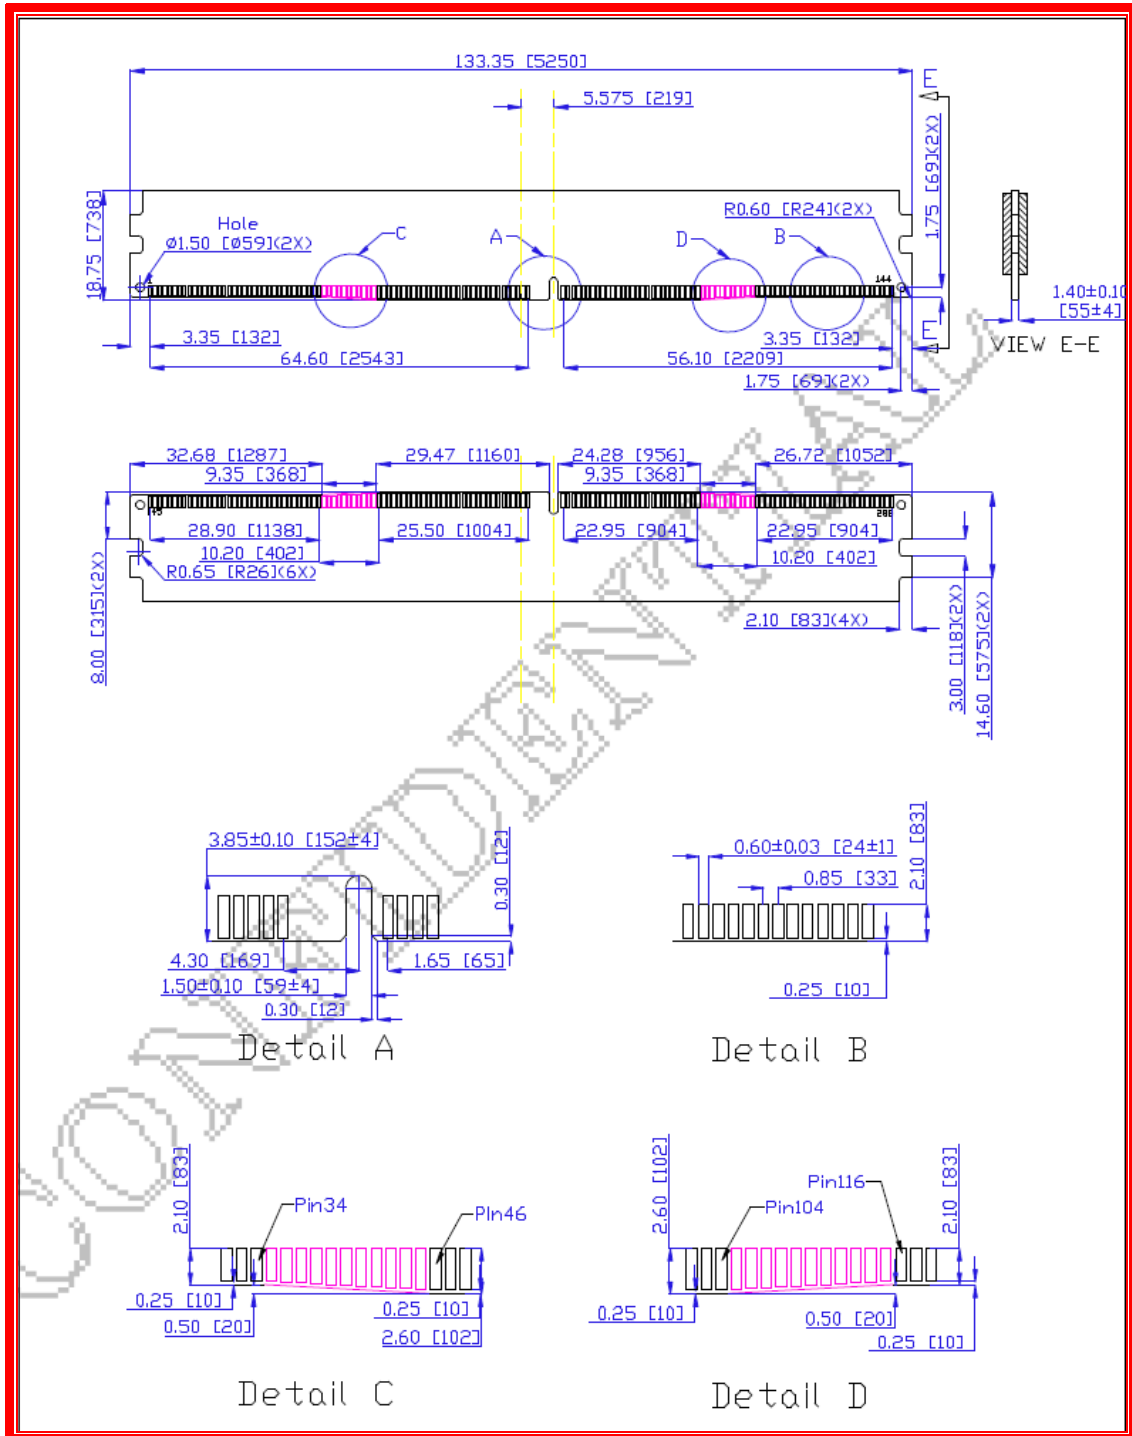 133.35 [5250]
E
5.575 [219]
1.75 [69](2X)
18.75 [738]
Hole
Ø1.50 [Ø59](2X)
C
A
D
B
R0.60 [R24](2X)
1
144
1.40±0.10
[55±4]
3.35 [132]
3.35 [132]
E
VIEW E-E
64.60 [2543]
56.10 [2209]
1.75 [69](2X)
32.68 [1287]
29.47 [1160]
24.28 [956]
26.72 [1052]
9.35 [368]
9.35 [368]
145
288
28.90 [1138]
25.50 [1004]
22.95 [904]
22.95 [904]
10.20 [402]
10.20 [402]
R0.65 [R26](6X)
8.00 [315](2X)
2.10 [83](4X)
3.00 [118](2X)
14.60 [575](2X)
3.85±0.10 [152±4]
0.30 [12]
0.60±0.03 [24±1]
2.10 [83]
0.85 [33]
4.30 [169]
1.65 [65]
1.50±0.10 [59±4]
0.30 [12]
0.25 [10]
Detail A
Detail B
2.10 [83]
Pin34
PIn46
2.60 [102]
Pin116
Pin104
2.10 [83]
0.25 [10]
0.25 [10]
0.50 [20]
2.60 [102]
0.25 [10]
0.50 [20]
0.25 [10]
Detail C
Detail D
CONFIDENTIAL